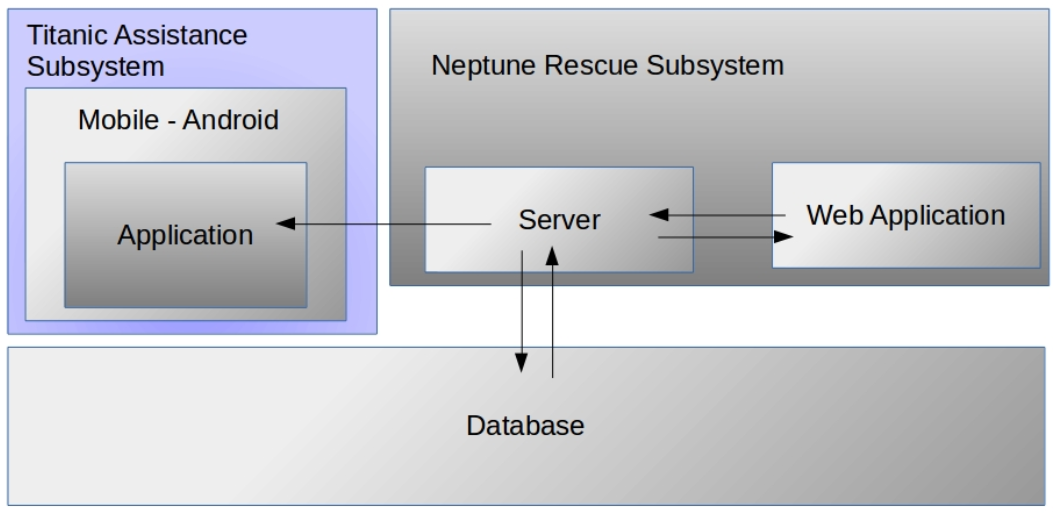 Titanic Assistance
Subsystem
Neptune Rescue Subsystem
Mobile - Android
Application
Server
Web Application
Database